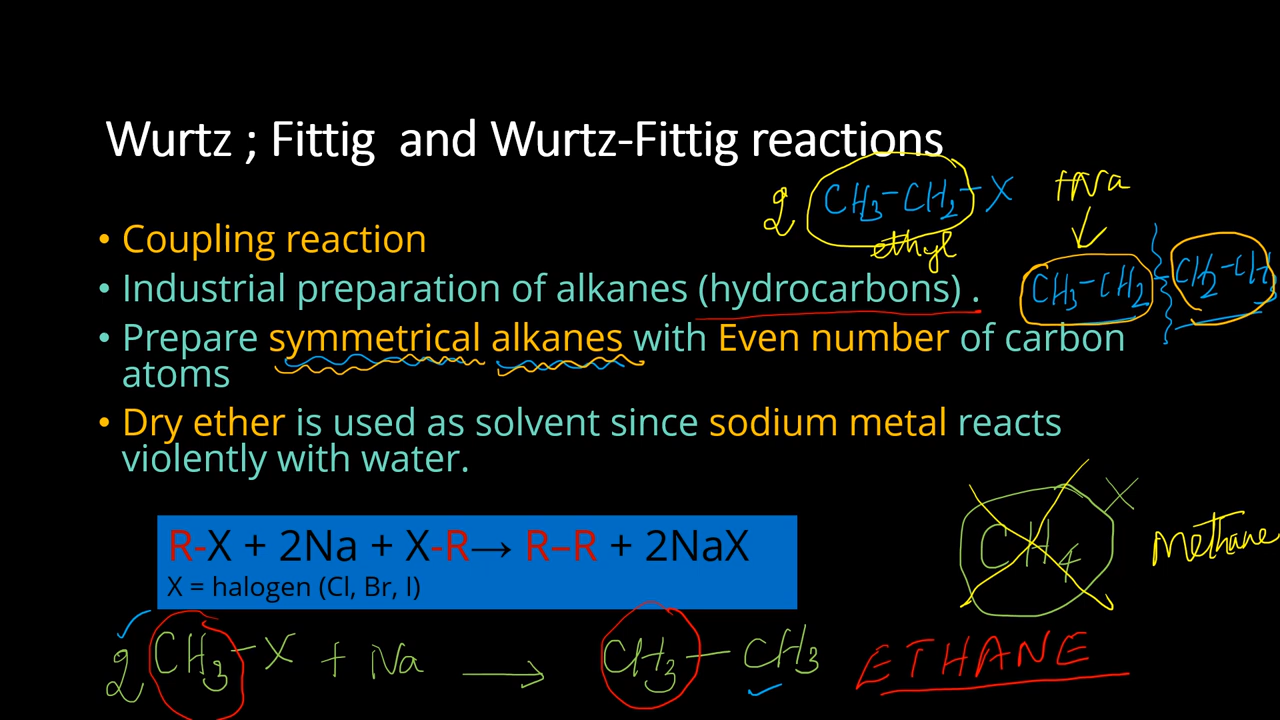 Wurtz ; Fittig and Wurtz-Fittig reactions
2 CH3-CH2-X +Na
ethyl
CH3-CH2 CH2-CH3
• Coupling reaction
• Industrial preparation of alkanes (hydrocarbons) .
• Prepare symmetrical alkanes with Even number of carbon
atoms
• Dry ether is used as solvent since sodium metal reacts
violently with water.
X
CH4 Methane
R-X + 2Na + X-R→ R–R + 2NaX
X = halogen (Cl, Br, I)
2 CH3-X + Na → CH3-CH3 ETHANE